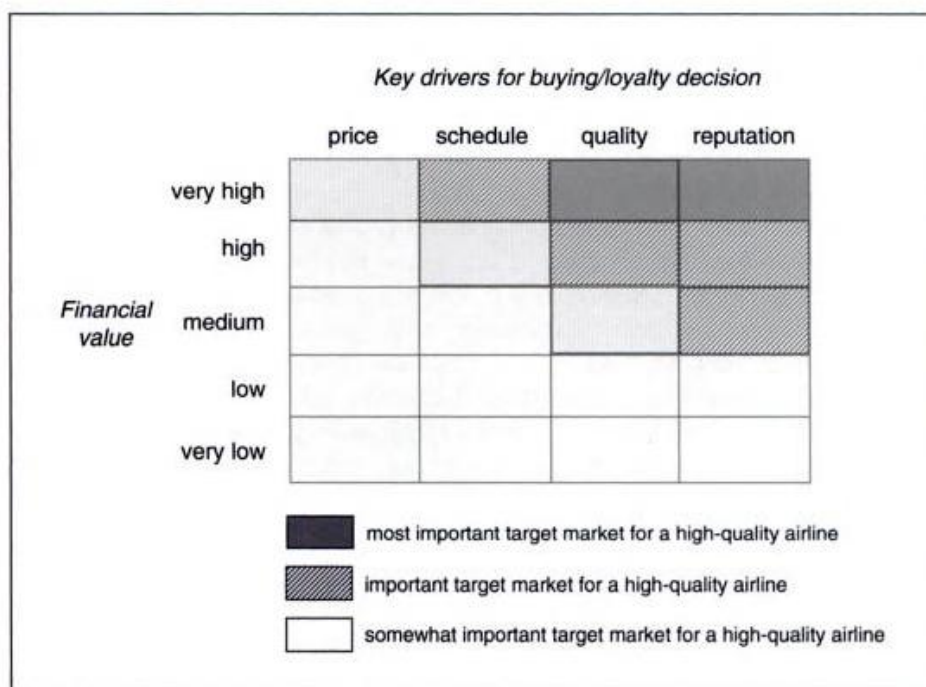 Key drivers for buying/loyalty decision
price schedule quality reputation
very high
high
Financial
value
medium
low
very low
most important target market for a high-quality airline
important target market for a high-quality airline
somewhat important target market for a high-quality airline